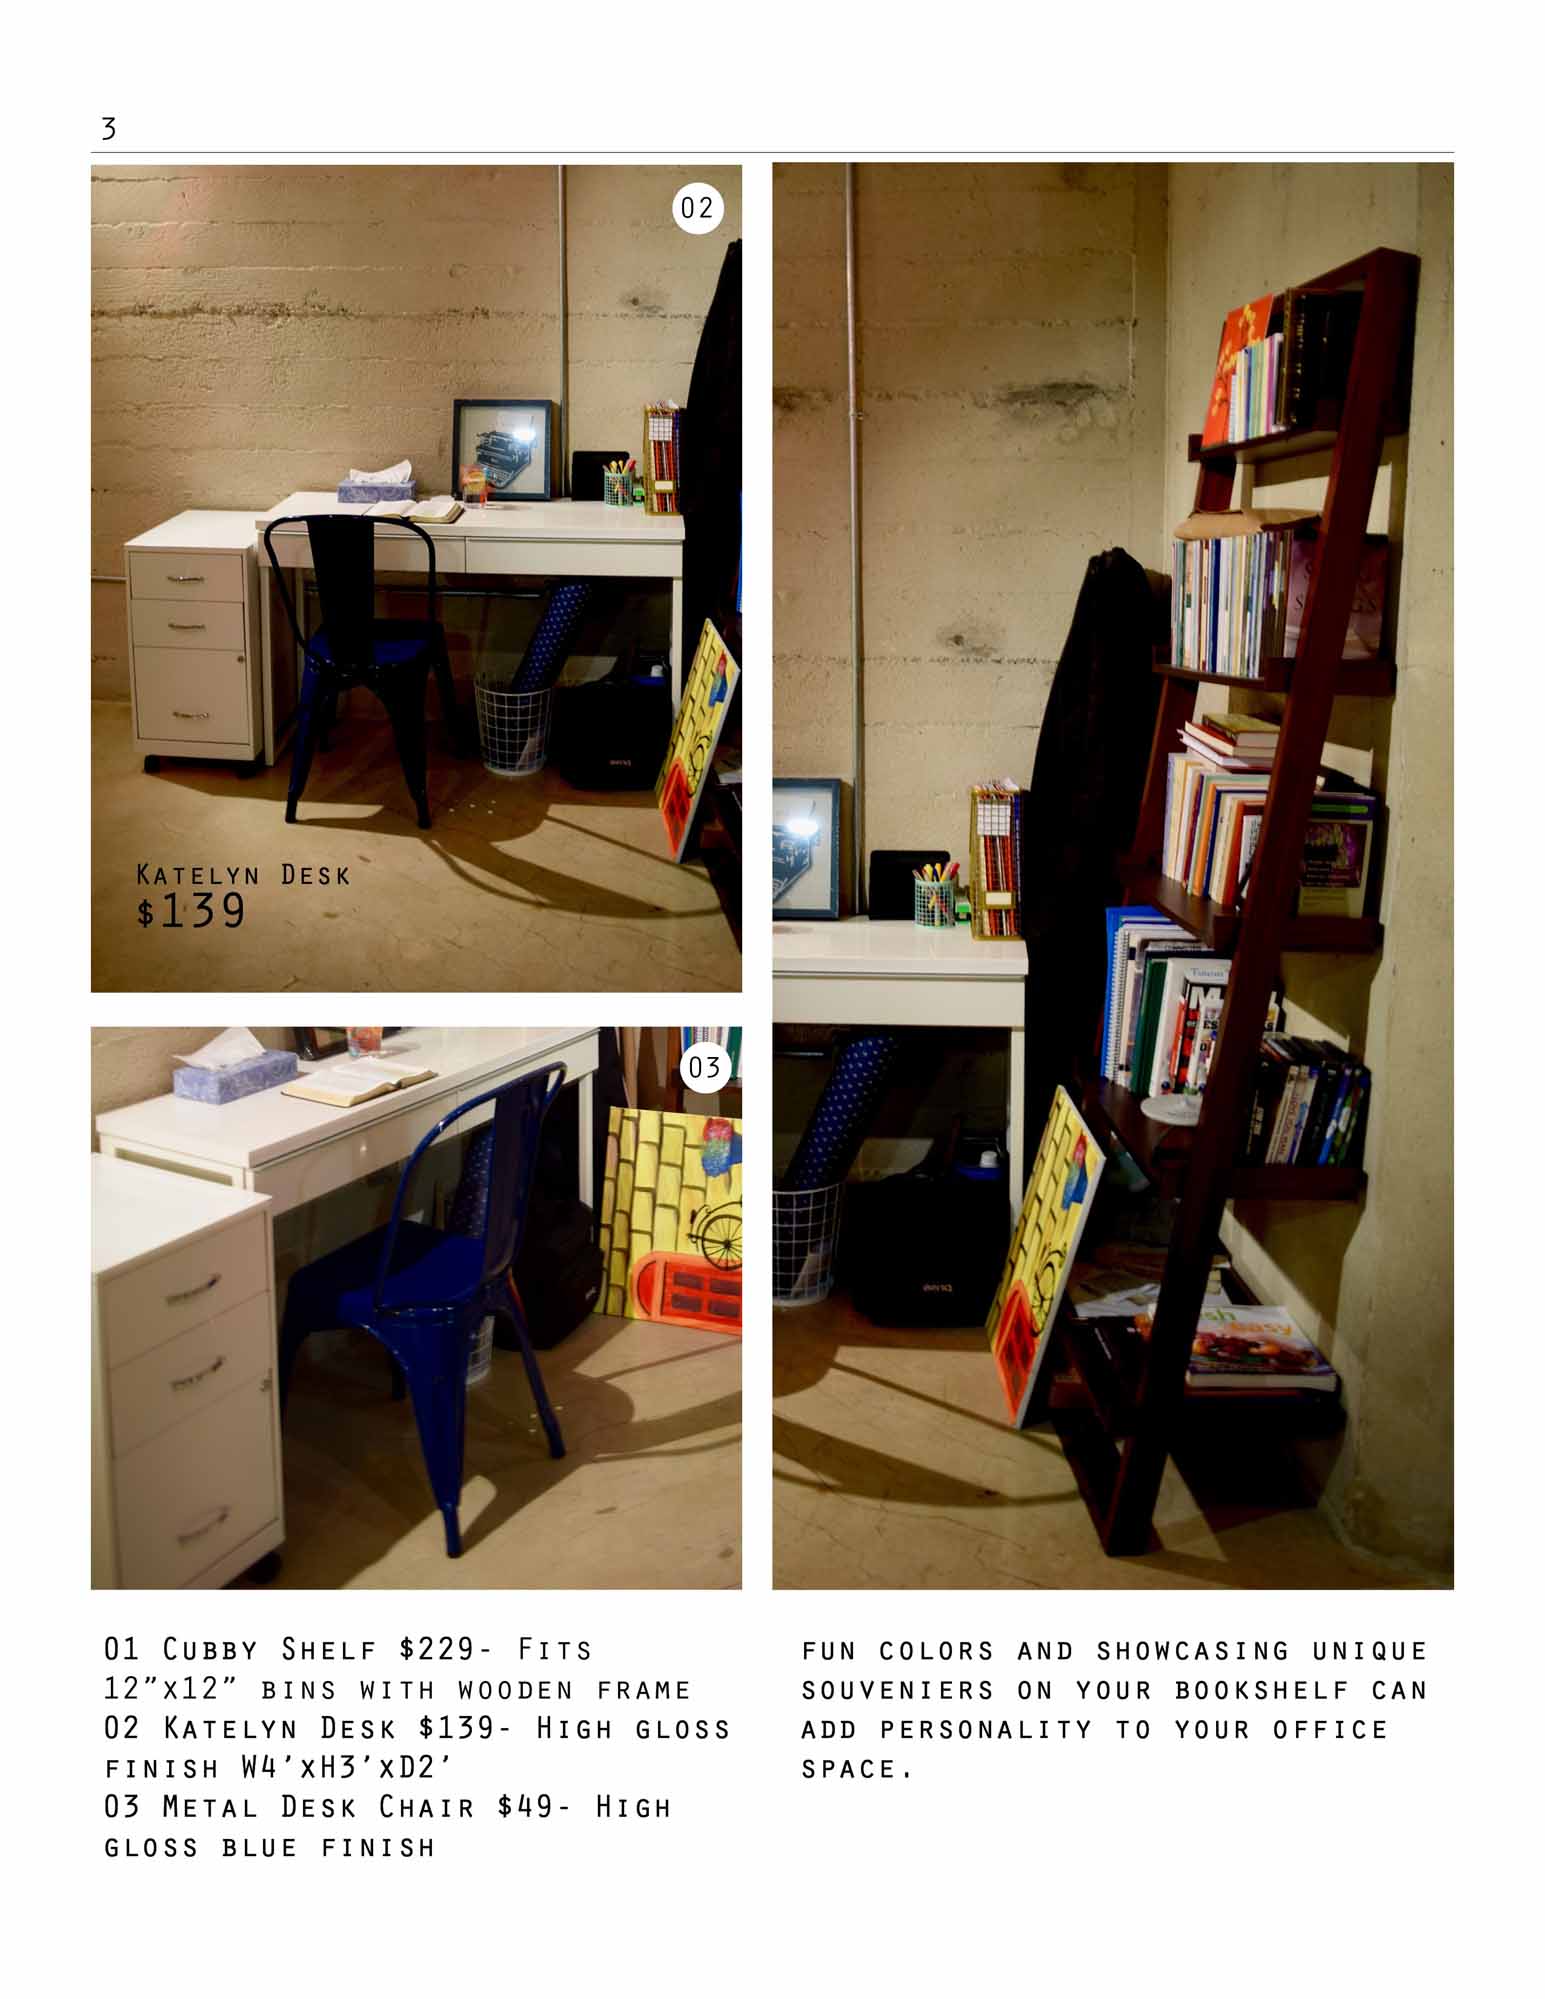 3
02
Katelyn Desk
$139
03
01 Cubby Shelf $229- Fits
12”x12” bins with wooden frame
02 Katelyn Desk $139- High gloss
finish W4’xH3’xD2’
03 Metal Desk Chair $49- High
gloss blue finish
fun colors and showcasing unique
souveniers on your bookshelf can
add personality to your office
space.